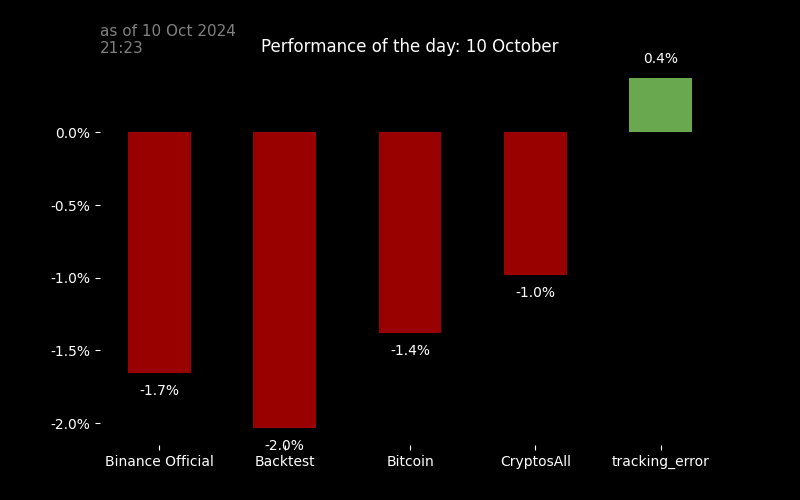 as of 10 Oct 2024
21:23
Performance of the day: 10 October
0.4%
0.0%
-0.5%
-1.0%
-1.0%
-1.5%
-1.4%
-1.7%
-2.0%
-2.0%
Binance Official
Backtest
Bitcoin
CryptosAll
tracking_error